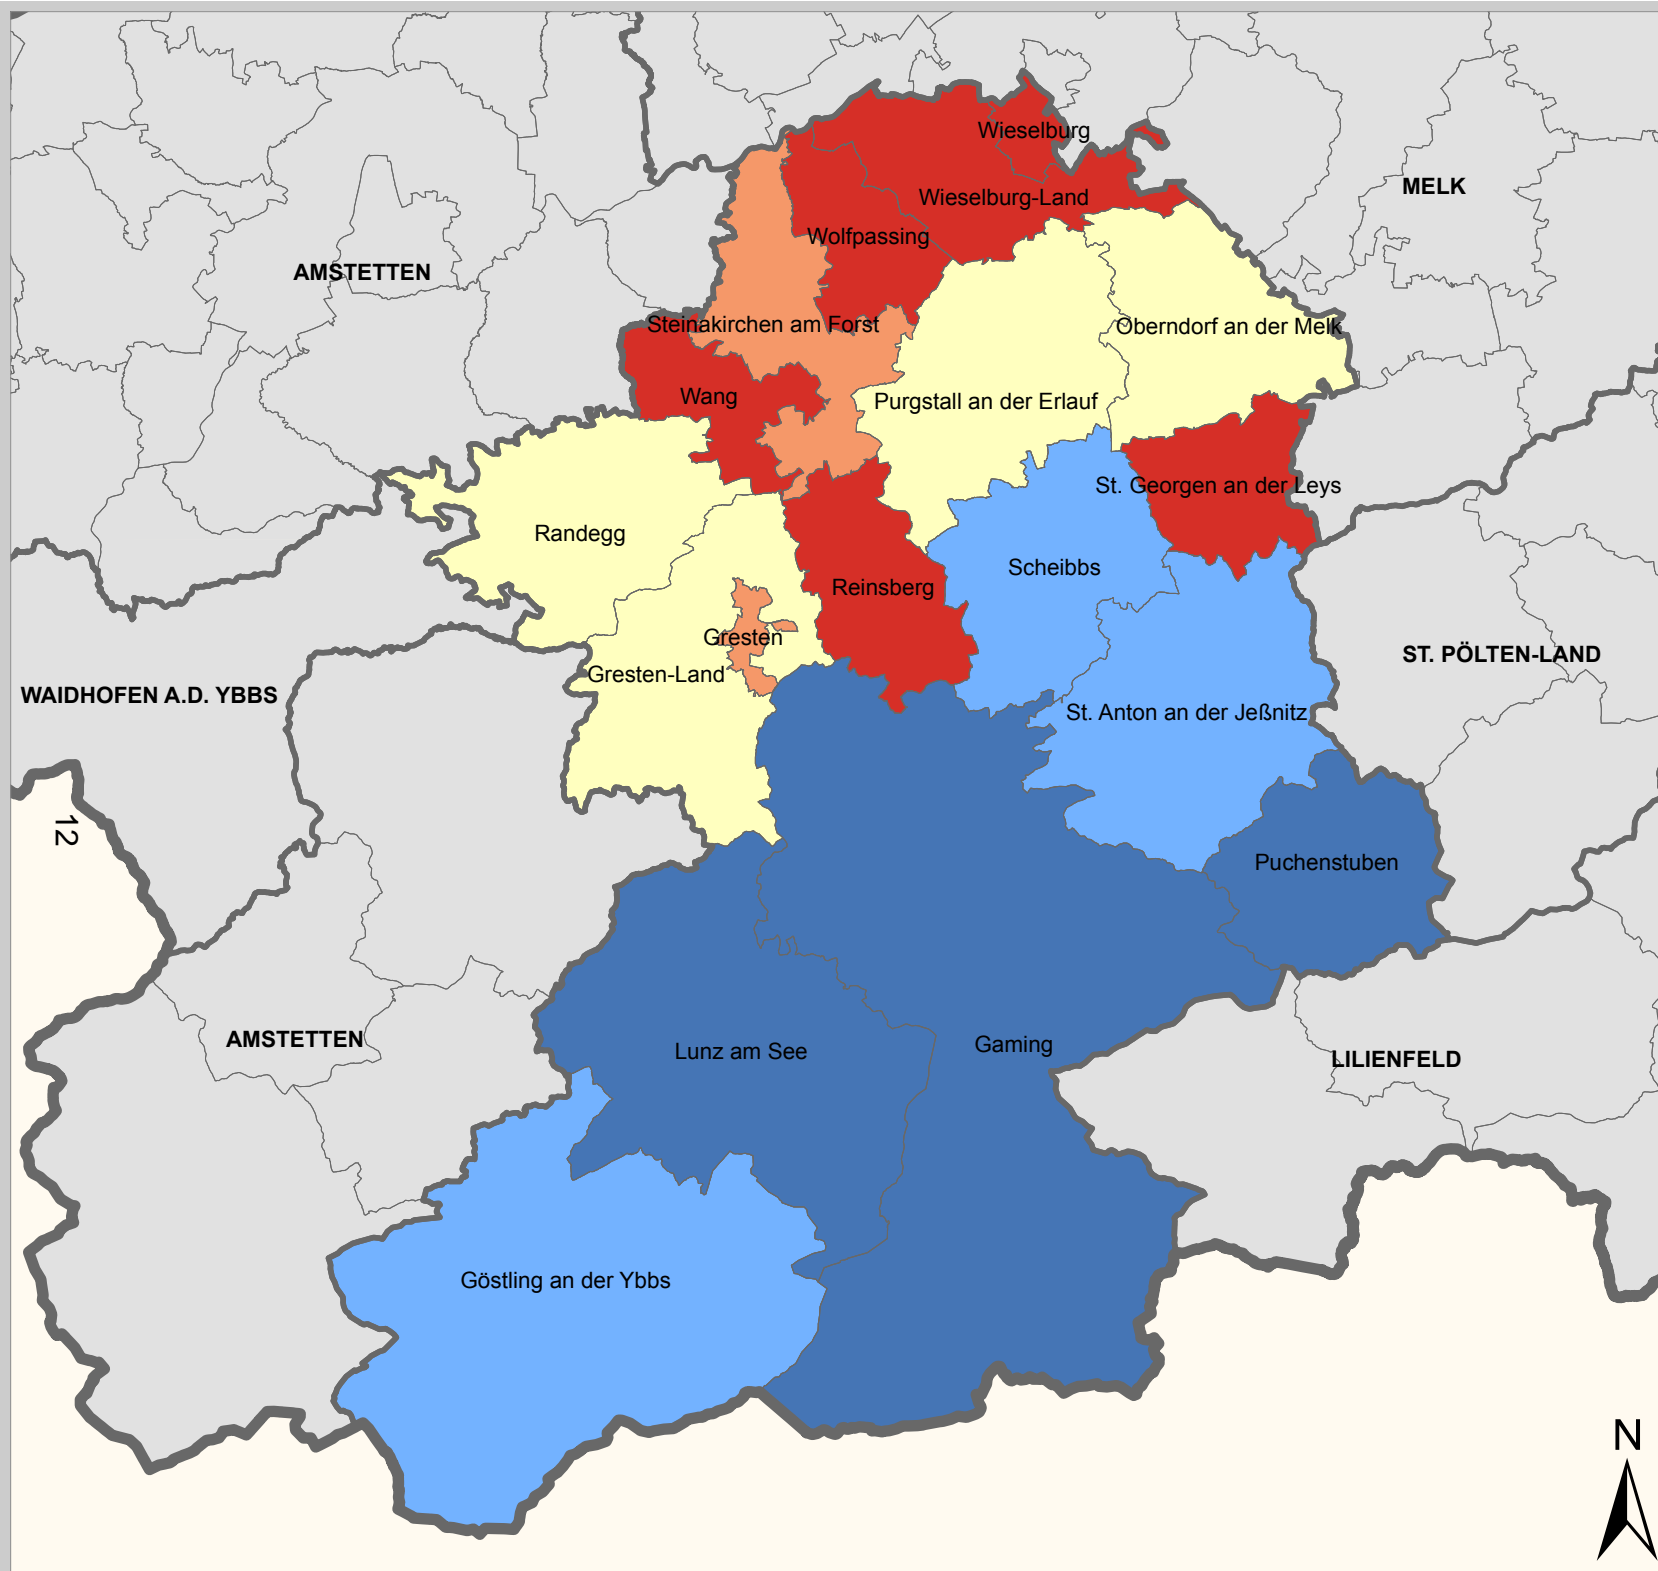 Wieselburg
MELK
Wieselburg-Land
Wolfpassing
AMSTETTEN
Steinakirchen am Forst
Oberndorf an der Melk
Wang
Purgstall an der Erlauf
St. Georgen an der Leys
Randegg
Scheibbs
Reinsberg
Gresten
ST. PÖLTEN-LAND
Gresten-Land
WAIDHOFEN A.D. YBBS
St. Anton an der Jeßnitz
12
Puchenstuben
AMSTETTEN
Lunz am See
Gaming
LILIENFELD
Göstling an der Ybbs
N